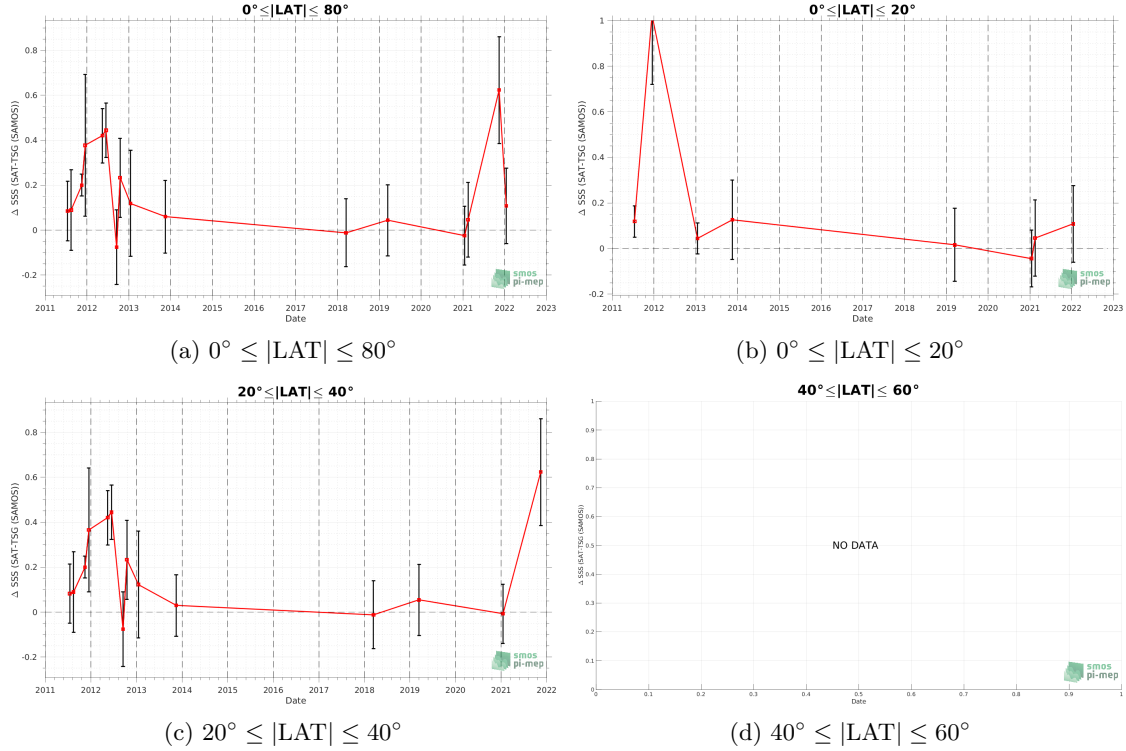 0°≤|LAT|≤ 80°
Δ SSS (SAT-TSG (SAMOS))
0.8
0.6
0.4
0.2
0
-0.2
2011 2012 2013 2014 2015 2016 2017 2018 2019 2020 2021 2022 2023
Date
smos
pi-mep
(a) 0° ≤ |LAT| ≤ 80°
0°≤|LAT|≤ 20°
Δ SSS (SAT-TSG (SAMOS))
1
0.8
0.6
0.4
0.2
0
-0.2
2011 2012 2013 2014 2015 2016 2017 2018 2019 2020 2021 2022 2023
Date
smos
pi-mep
(b) 0° ≤ |LAT| ≤ 20°
20°≤|LAT|≤ 40°
Δ SSS (SAT-TSG (SAMOS))
0.8
0.6
0.4
0.2
0
-0.2
2011 2012 2013 2014 2015 2016 2017 2018 2019 2020 2021 2022
Date
smos
pi-mep
(c) 20° ≤ |LAT| ≤ 40°
40°≤|LAT|≤ 60°
Δ SSS (SAT-TSG (SAMOS))
1
0.9
0.8
0.7
0.6
0.5
0.4
0.3
0.2
0.1
0
NO DATA
0 0.1 0.2 0.3 0.4 0.5 0.6 0.7 0.8 0.9 1
Date
smos
pi-mep
(d) 40° ≤ |LAT| ≤ 60°